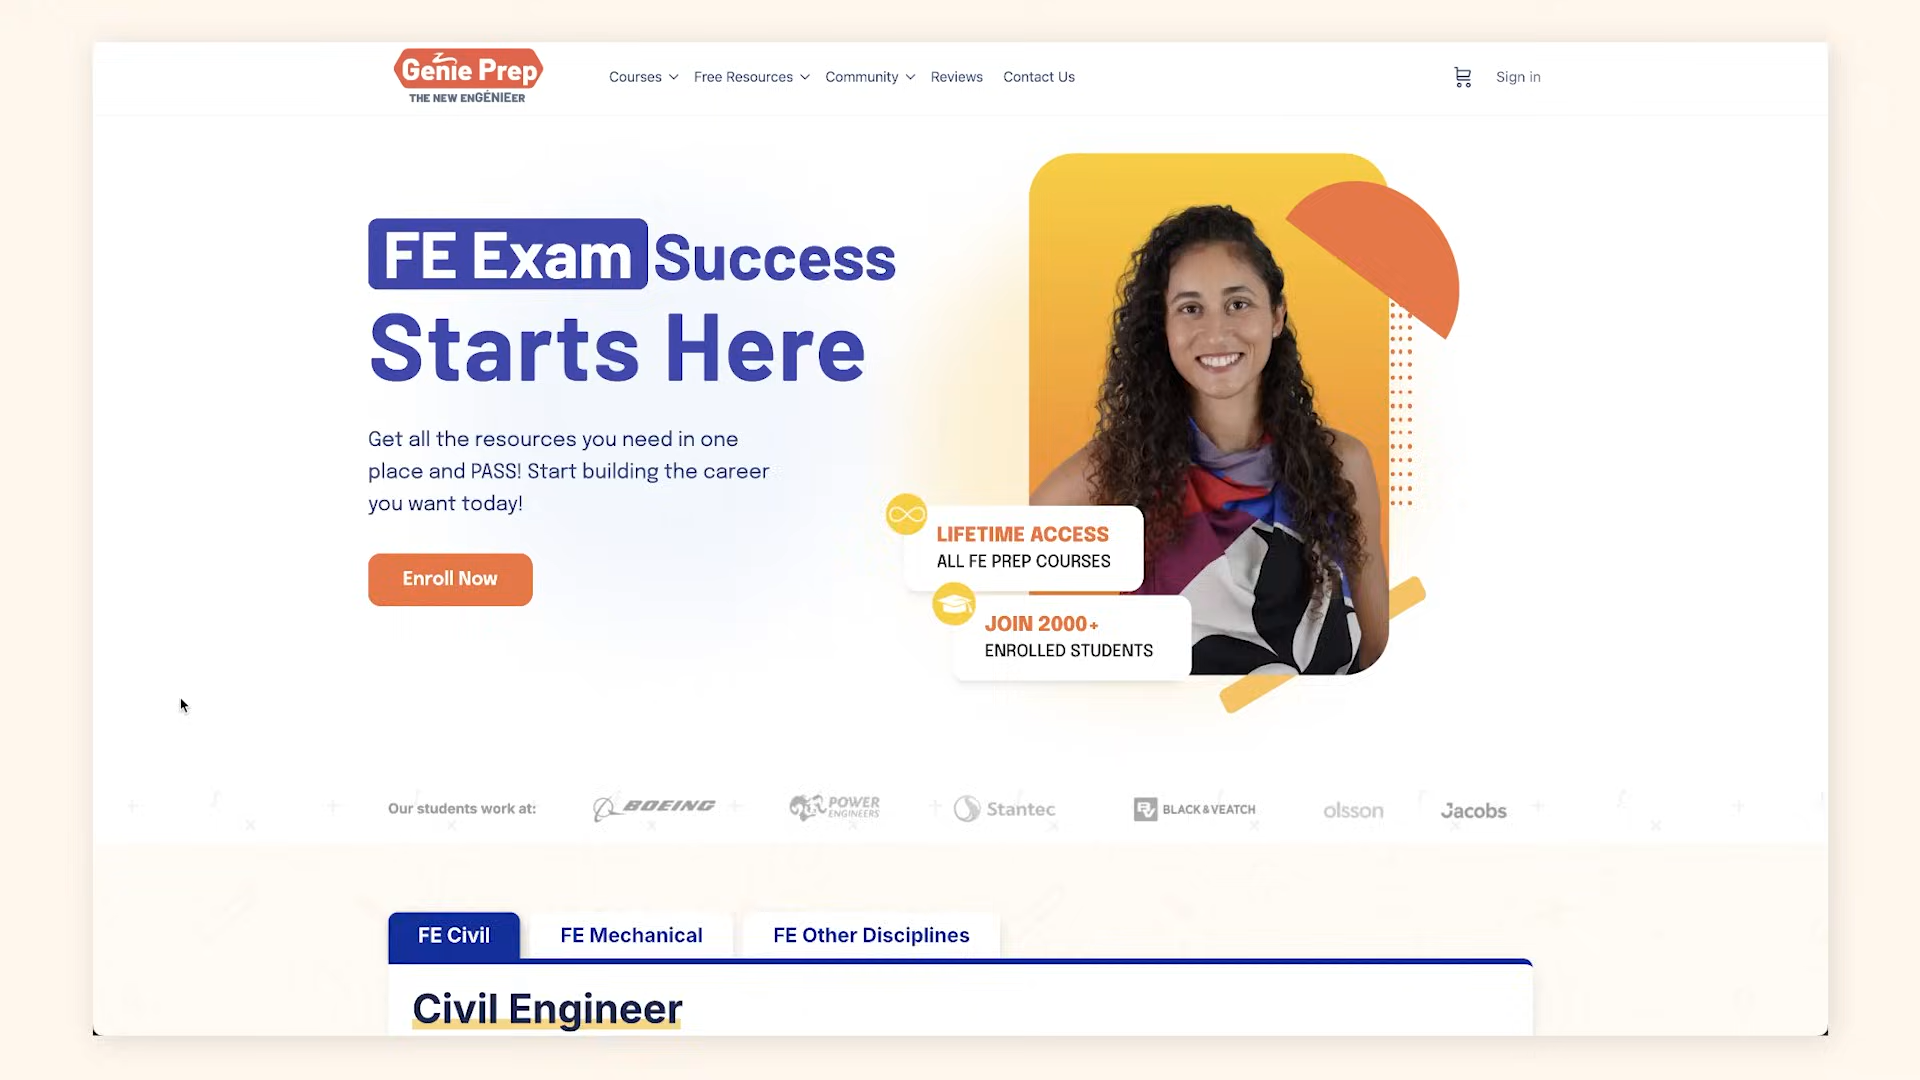 Genie Prep
THE NEW ENGÉNIEER
Courses
Free Resources
Community
Reviews
Contact Us
Sign in
FE Exam Success
Starts Here
Get all the resources you need in one
place and PASS! Start building the career
you want today!
Enroll Now
LIFETIME ACCESS
ALL FE PREP COURSES
JOIN 2000+
ENROLLED STUDENTS
Our students work at:
BOEING
POWER
ENGINEERS
Stantec
BV BLACK & VEATCH
olsson
Jacobs
FE Civil
FE Mechanical
FE Other Disciplines
Civil Engineer